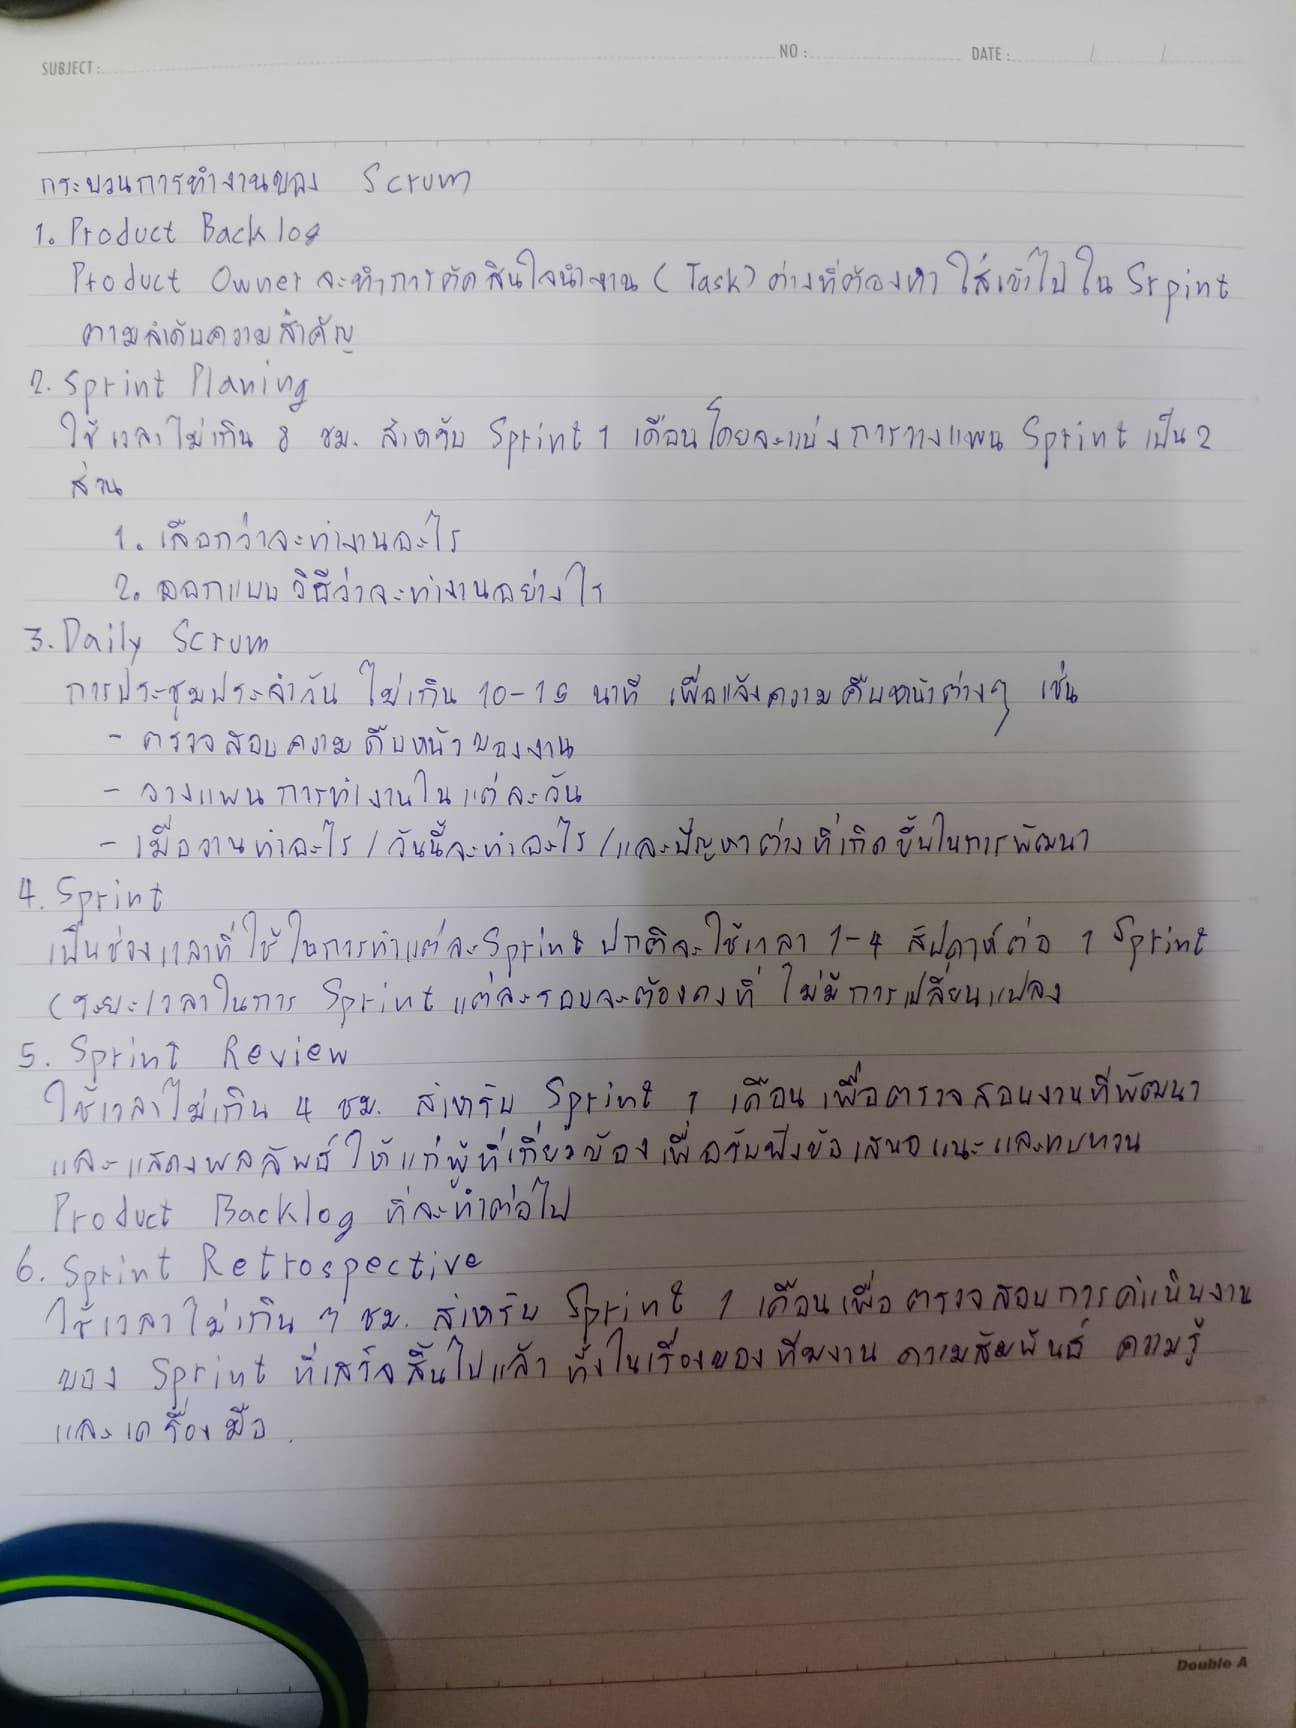 SUBJECT :
NO :
DATE : / /
กระบวนการทำงานของ Scrum
1. Product Backlog
Product Owner จะทำการตัดสินใจนำงาน (Task) ต่างที่ต้องทำ ใส่เข้าไปใน Srpint
ตามลำดับความสำคัญ
2. Sprint Planing
ใช้เวลาไม่เกิน 8 ชม. สำหรับ Sprint 1 เดือนโดยจะแบ่งการวางแผน Sprint เป็น 2
ส่วน
1. เลือกว่าจะทำงานอะไร
2. ออกแบบวิธีว่าจะทำงานอย่างไร
3. Daily Scrum
การประชุมประจำวัน ไม่เกิน 10-15 นาที เพื่อแจ้งความคืบหน้าต่างๆ เช่น
- ตรวจสอบความคืบหน้าของงาน
- วางแผนการทำงานในแต่ละวัน
- เมื่อวานทำอะไร / วันนี้จะทำอะไร / และปัญหาต่างที่เกิดขึ้นในการพัฒนา
4. Sprint
เป็นช่วงเวลาที่ใช้ในการทำแต่ละ Sprint ปกติจะใช้เวลา 1-4 สัปดาห์ต่อ 1 Sprint
(ระยะเวลาในการ Sprint แต่ละรอบจะต้องคงที่ ไม่มีการเปลี่ยนแปลง
5. Sprint Review
ใช้เวลาไม่เกิน 4 ชม. สำหรับ Sprint 1 เดือน เพื่อตรวจสอบงานที่พัฒนา
และแสดงผลลัพธ์ให้แก่ผู้ที่เกี่ยวข้องเพื่อรับฟังข้อเสนอแนะและทบทวน
Product Backlog ที่จะทำต่อไป
6. Sprint Retrospective
ใช้เวลาไม่เกิน ชม. สำหรับ Sprint 1 เดือนเพื่อตรวจสอบการดำเนินงาน
ของ Sprint ที่เสร็จสิ้นไปแล้ว ทั้งในเรื่องของทีมงาน ความสัมพันธ์ ความรู้
และเครื่องมือ.
Double A